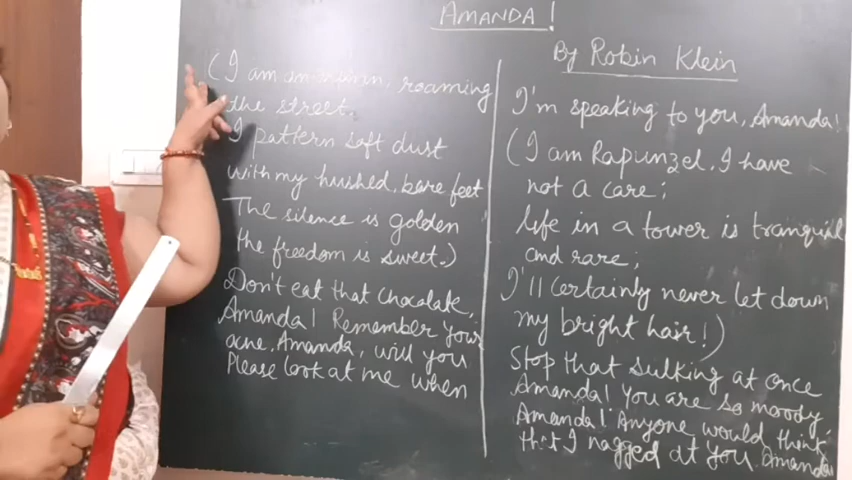 AMANDA!
By Robin Klein
(I am an orphan, roaming
the street.
I pattern soft dust
with my hushed, bare feet
The silence is golden
the freedom is sweet.)
Don't eat that chocolate,
Amanda! Remember your
acne, Amanda, will you
Please look at me when
I'm speaking to you, Amanda!
(I am Rapunzel, I have
not a care;
life in a tower is tranquil
and rare;
I'll certainly never let down
my bright hair!)
Stop that sulking at once
Amanda! You are so moody,
Amanda! Anyone would think
that I nagged at you, Amanda